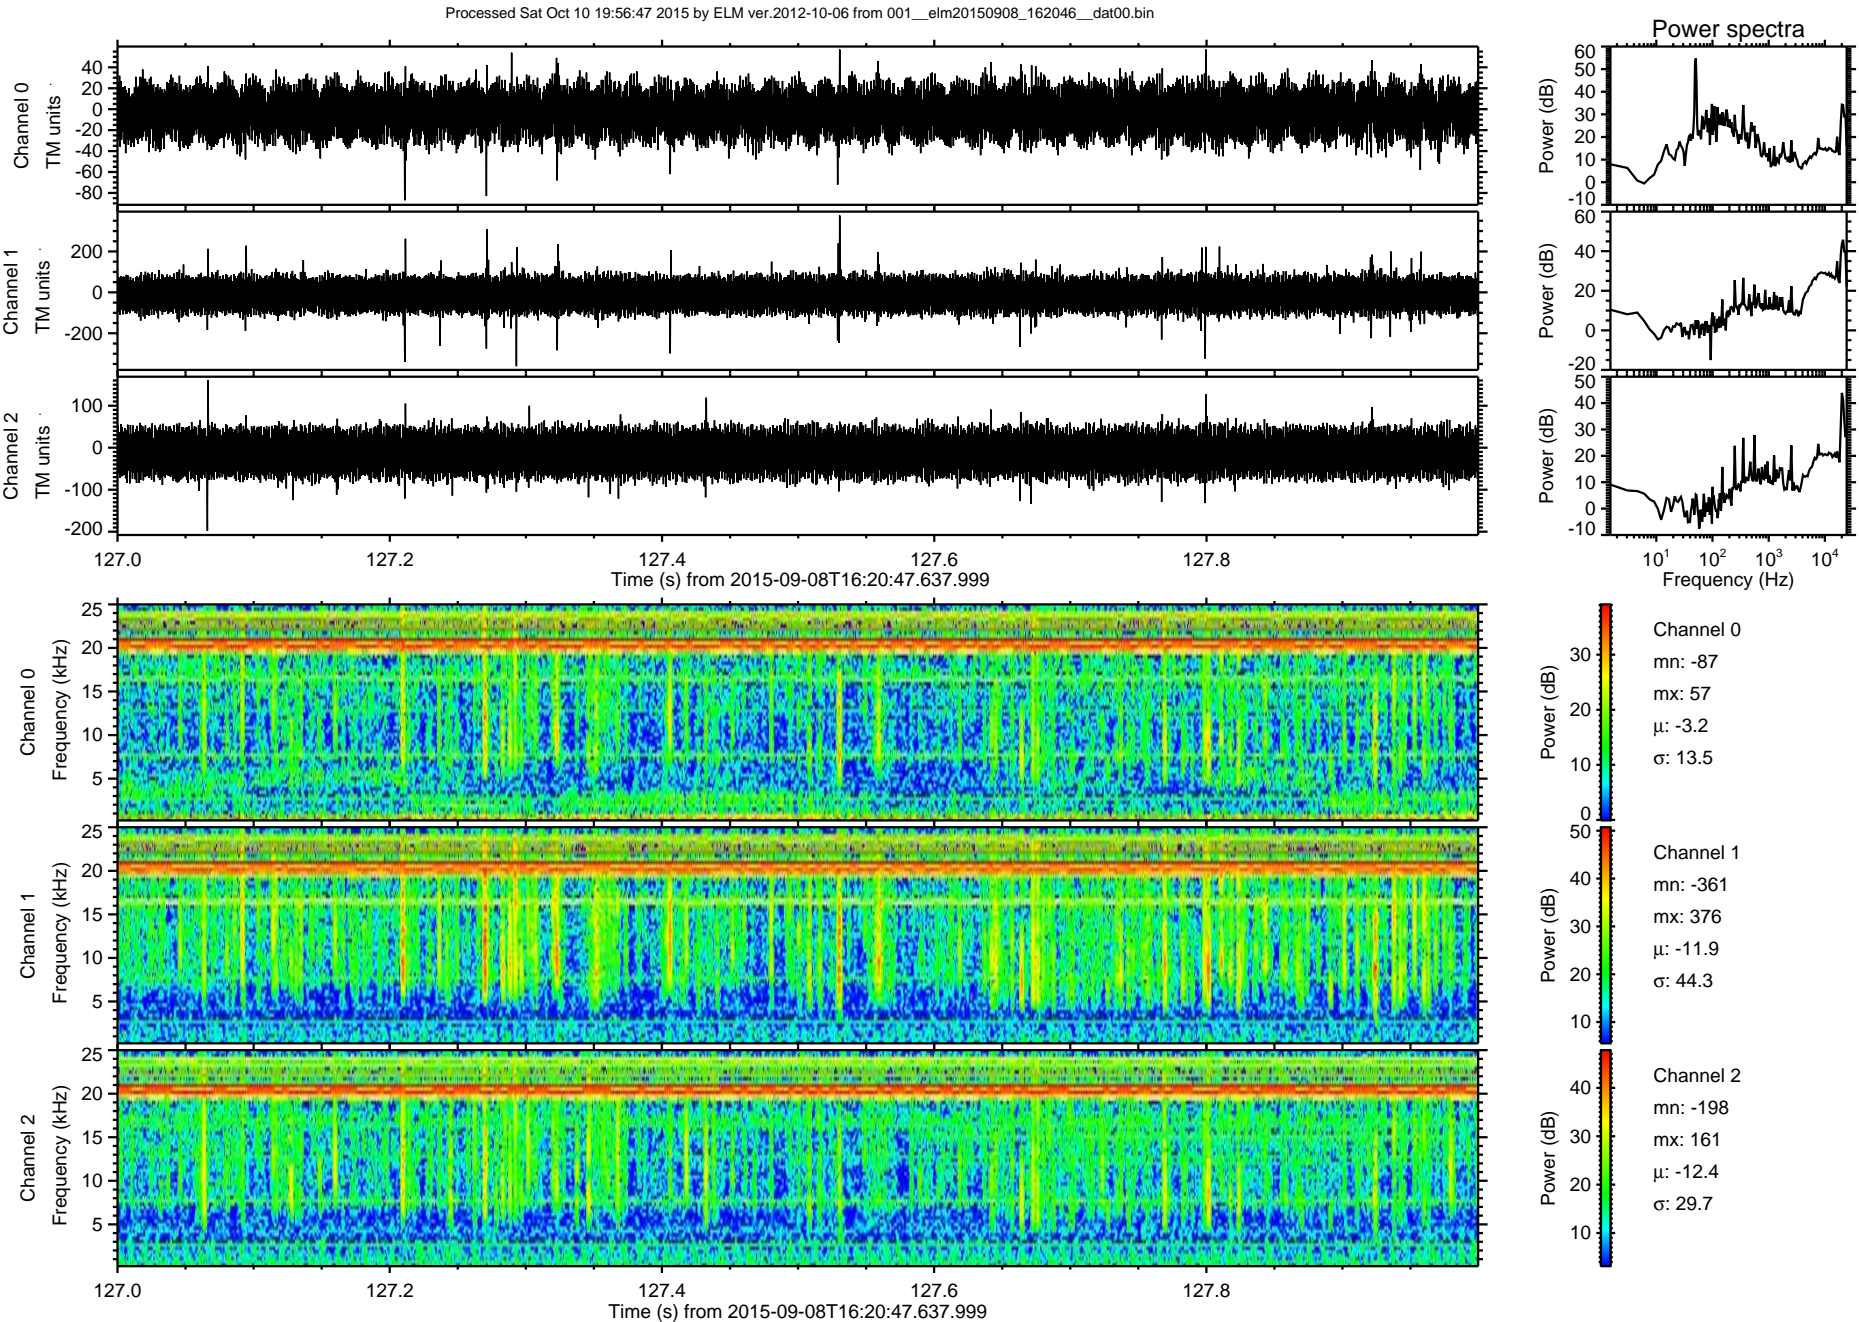 Processed Sat Oct 10 19:56:47 2015 by ELM ver.2012-10-06 from 001__elm20150908_162046__dat00.bin
Power spectra
Channel 0
TM units
40
20
0
-20
-40
-60
-80
Power (dB)
60
50
40
30
20
10
0
-10
Channel 1
TM units
200
0
-200
Power (dB)
60
40
20
0
-20
Channel 2
TM units
100
0
-100
-200
Power (dB)
50
40
30
20
10
0
-10
127.0 127.2 127.4 127.6 127.8
Time (s) from 2015-09-08T16:20:47.637.999
10¹ 10² 10³ 10⁴
Frequency (Hz)
Channel 0
Frequency (kHz)
25
20
15
10
5
Power (dB)
30
20
10
0
Channel 0
mn: -87
mx: 57
μ: -3.2
σ: 13.5
Channel 1
Frequency (kHz)
25
20
15
10
5
Power (dB)
50
40
30
20
10
Channel 1
mn: -361
mx: 376
μ: -11.9
σ: 44.3
Channel 2
Frequency (kHz)
25
20
15
10
5
Power (dB)
40
30
20
10
Channel 2
mn: -198
mx: 161
μ: -12.4
σ: 29.7
127.0 127.2 127.4 127.6 127.8
Time (s) from 2015-09-08T16:20:47.637.999